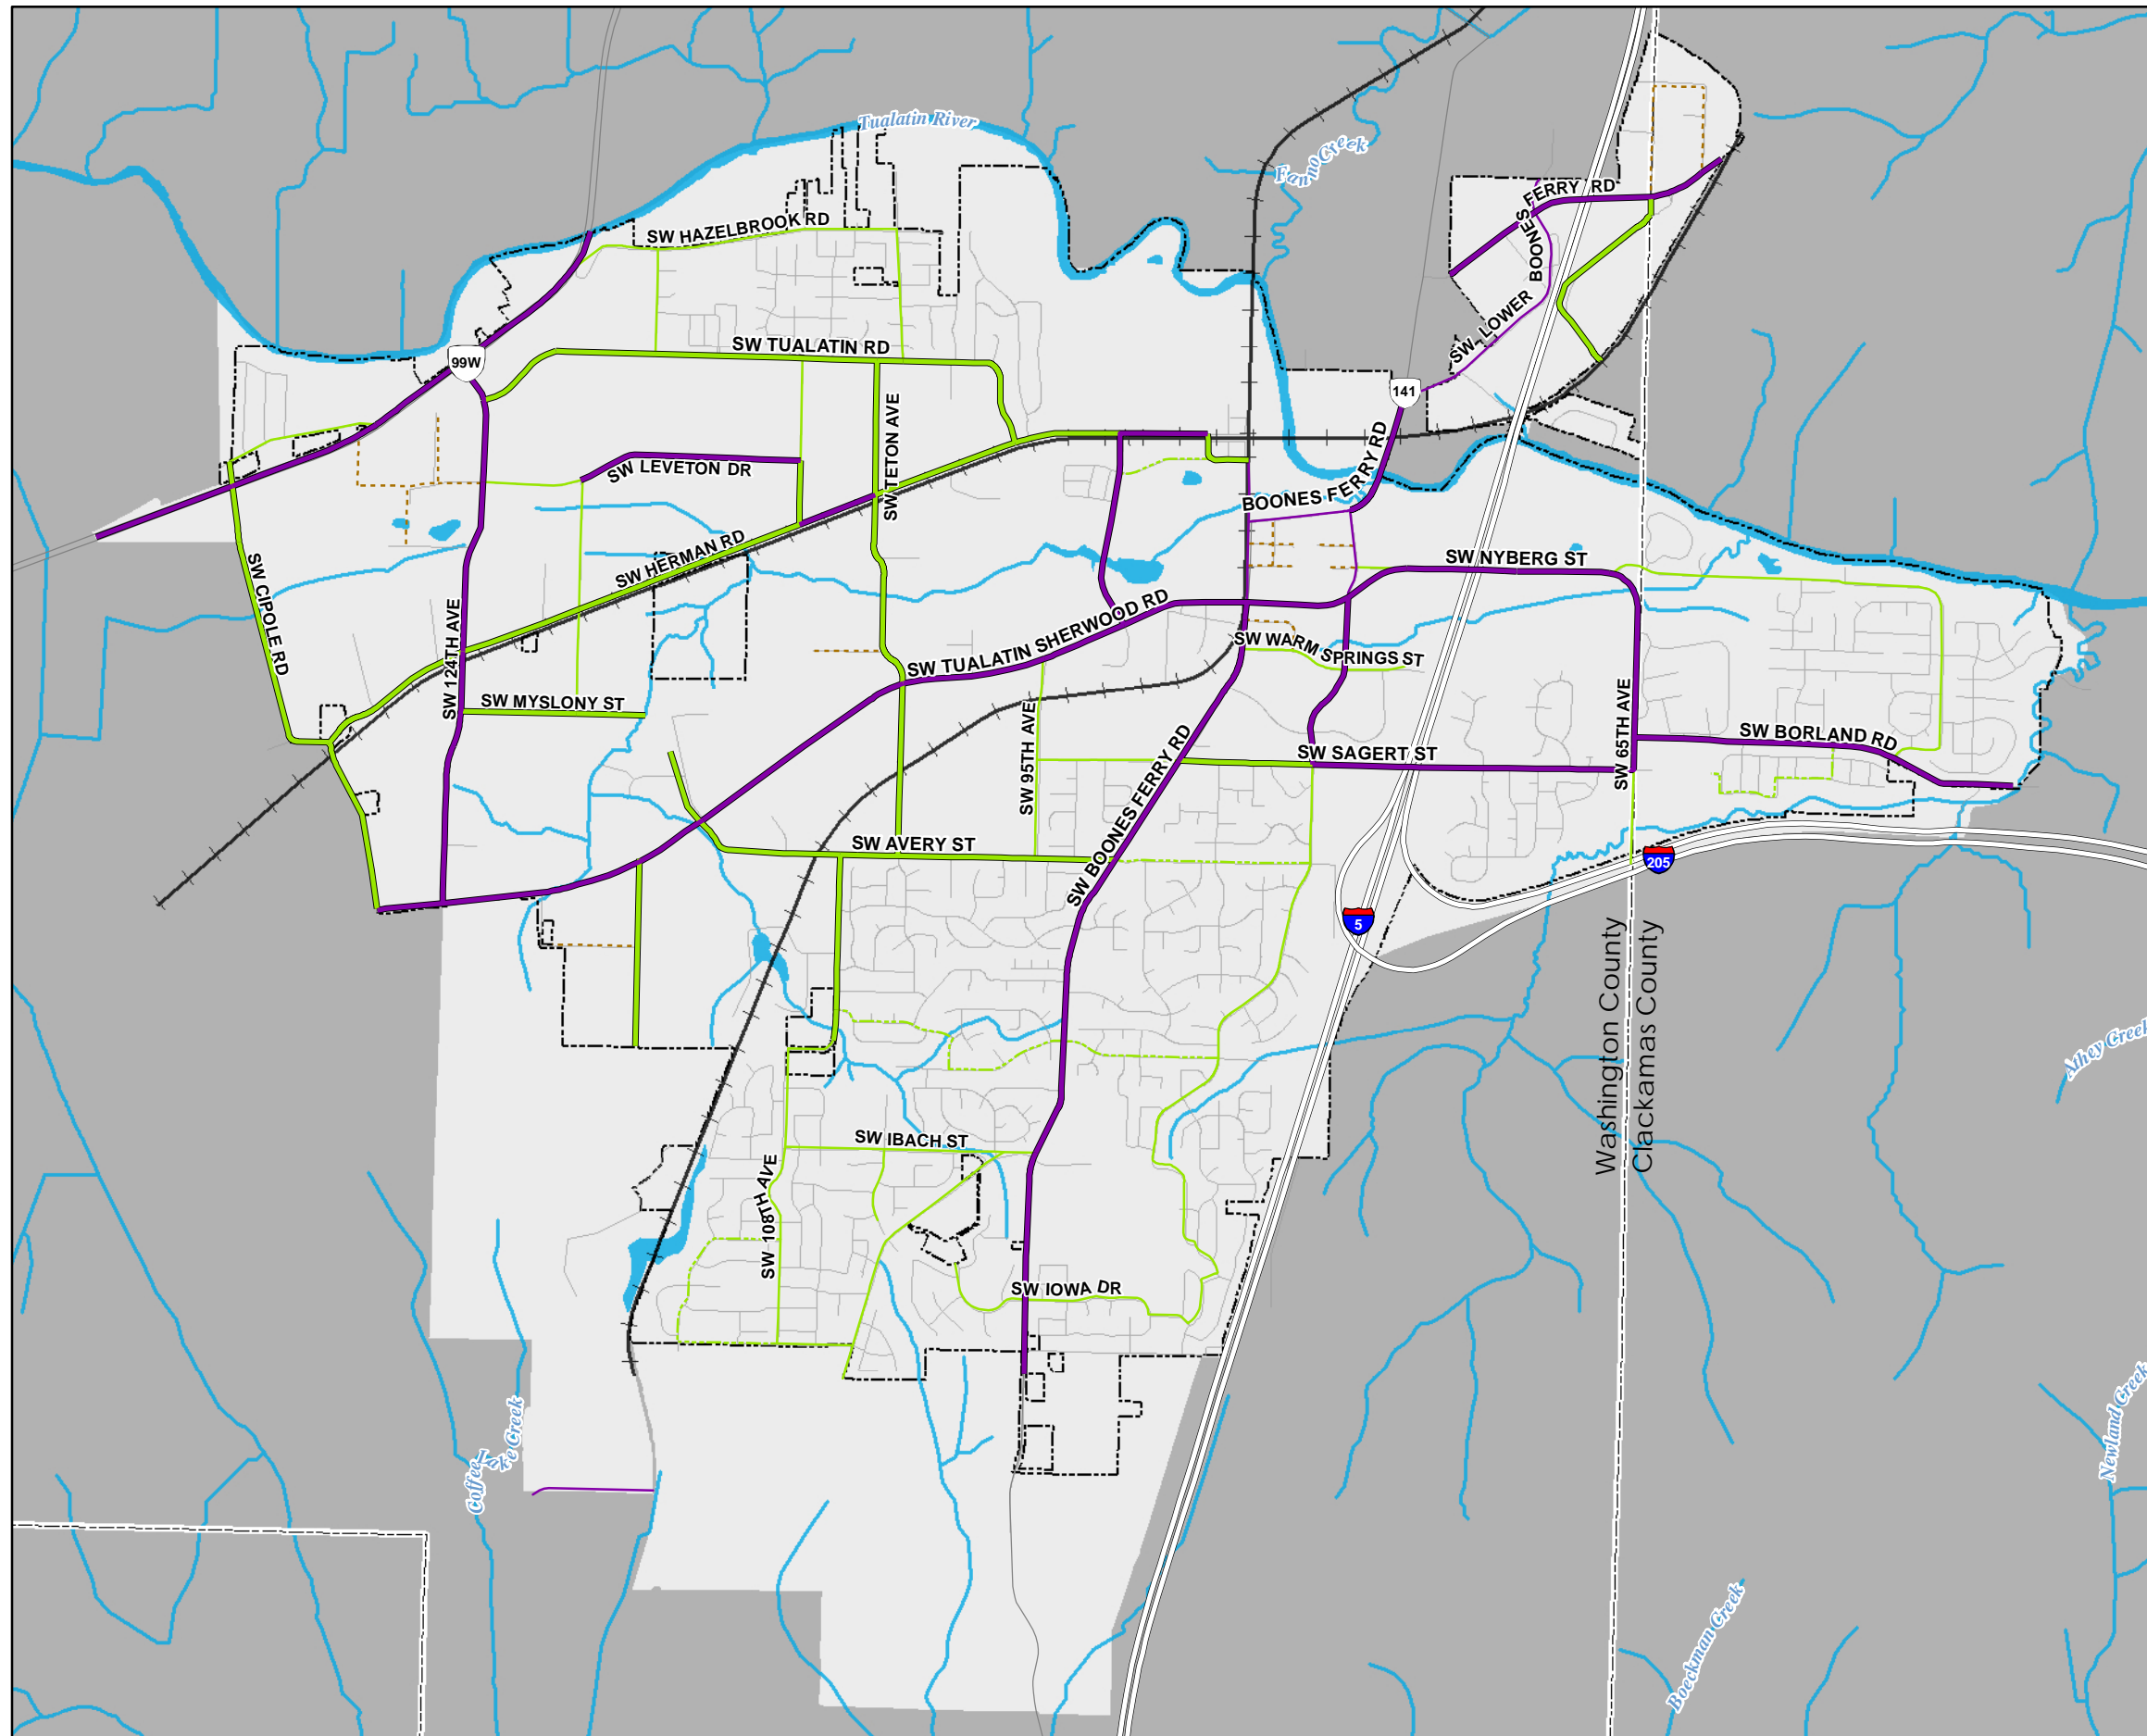 Tualatin River
Fanno Creek
SW HAZELBROOK RD
BOONES FERRY RD
SW LOWER BOONES
SW TUALATIN RD
99W
141
SW TETON AVE
SW LEVETON DR
BOONES FERRY RD
SW HERMAN RD
SW NYBERG ST
SW CIPOLE RD
SW 124TH AVE
SW TUALATIN SHERWOOD RD
SW WARM SPRINGS ST
SW MYSLONY ST
SW 95TH AVE
SW BOONES FERRY RD
SW SAGERT ST
SW 65TH AVE
SW BORLAND RD
SW AVERY ST
205
5
Washington County
Clackamas County
Athey Creek
SW IBACH ST
SW 108TH AVE
SW IOWA DR
Coffee Lake Creek
Newland Creek
Boeckman Creek